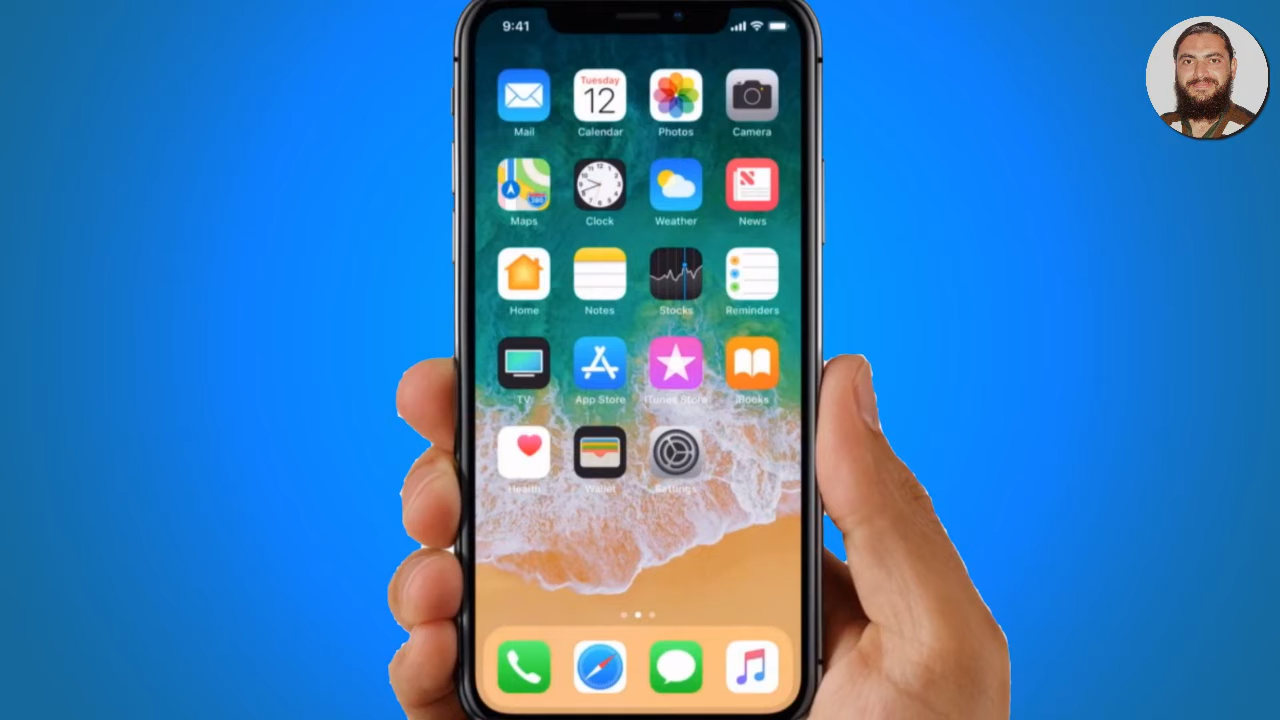 9:41
Tuesday
12
Mail
Calendar
Photos
Camera
Maps
Clock
Weather
News
Home
Notes
Stocks
Reminders
TV
App Store
iTunes Store
iBooks
Health
Wallet
Settings